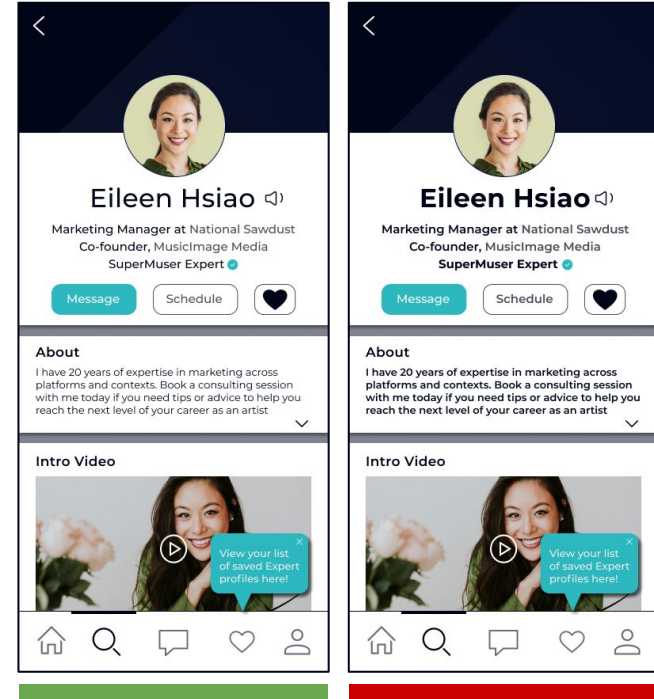 Eileen Hsiao
Marketing Manager at National Sawdust
Co-founder, MusicImage Media
SuperMuser Expert
Message
Schedule
About
I have 20 years of expertise in marketing across
platforms and contexts. Book a consulting session
with me today if you need tips or advice to help you
reach the next level of your career as an artist
Intro Video
View your list
of saved Expert
profiles here!
Eileen Hsiao
Marketing Manager at National Sawdust
Co-founder, MusicImage Media
SuperMuser Expert
Message
Schedule
About
I have 20 years of expertise in marketing across
platforms and contexts. Book a consulting session
with me today if you need tips or advice to help you
reach the next level of your career as an artist
Intro Video
View your list
of saved Expert
profiles here!